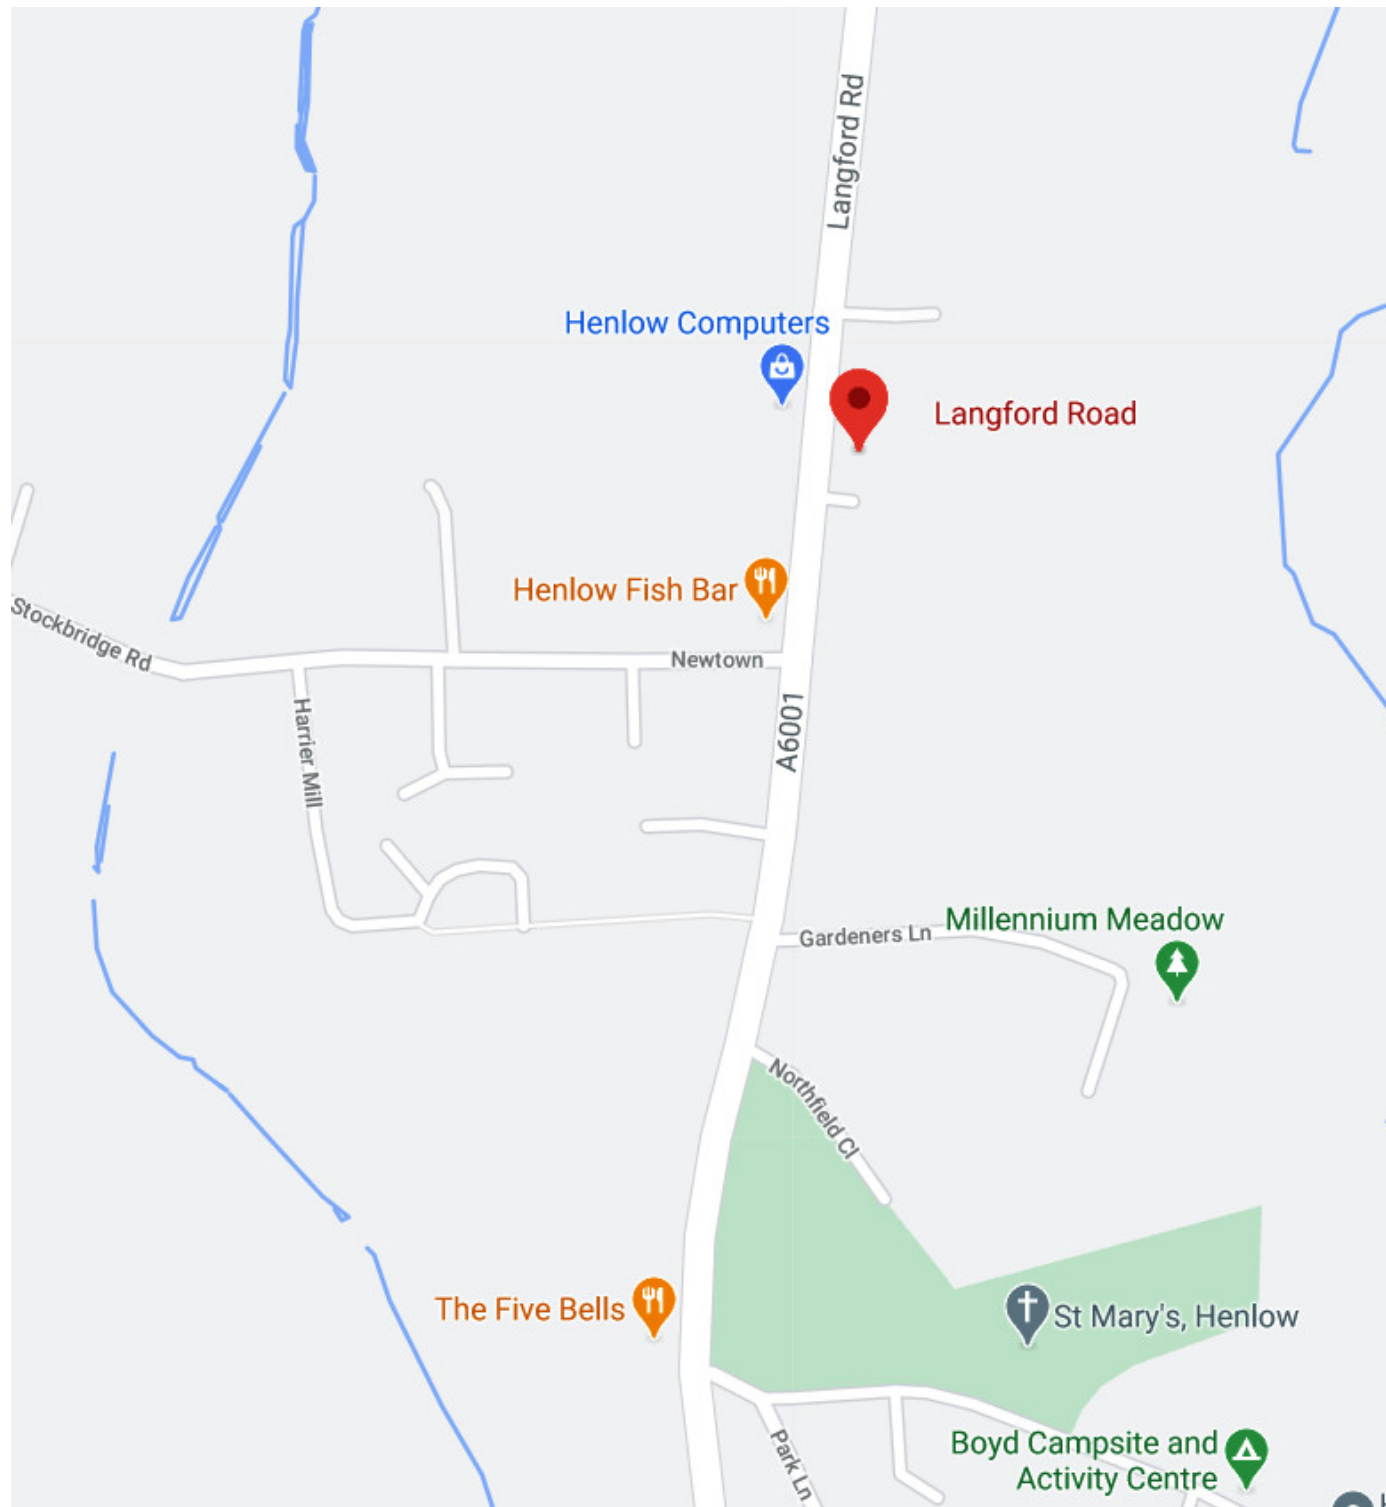 Langford Rd
Henlow Computers
Langford Road
Henlow Fish Bar
Stockbridge Rd
Newtown
A6001
Harrier Mill
Millennium Meadow
Gardeners Ln
Northfield Cl
The Five Bells
St Mary's, Henlow
Park Ln
Boyd Campsite and
Activity Centre